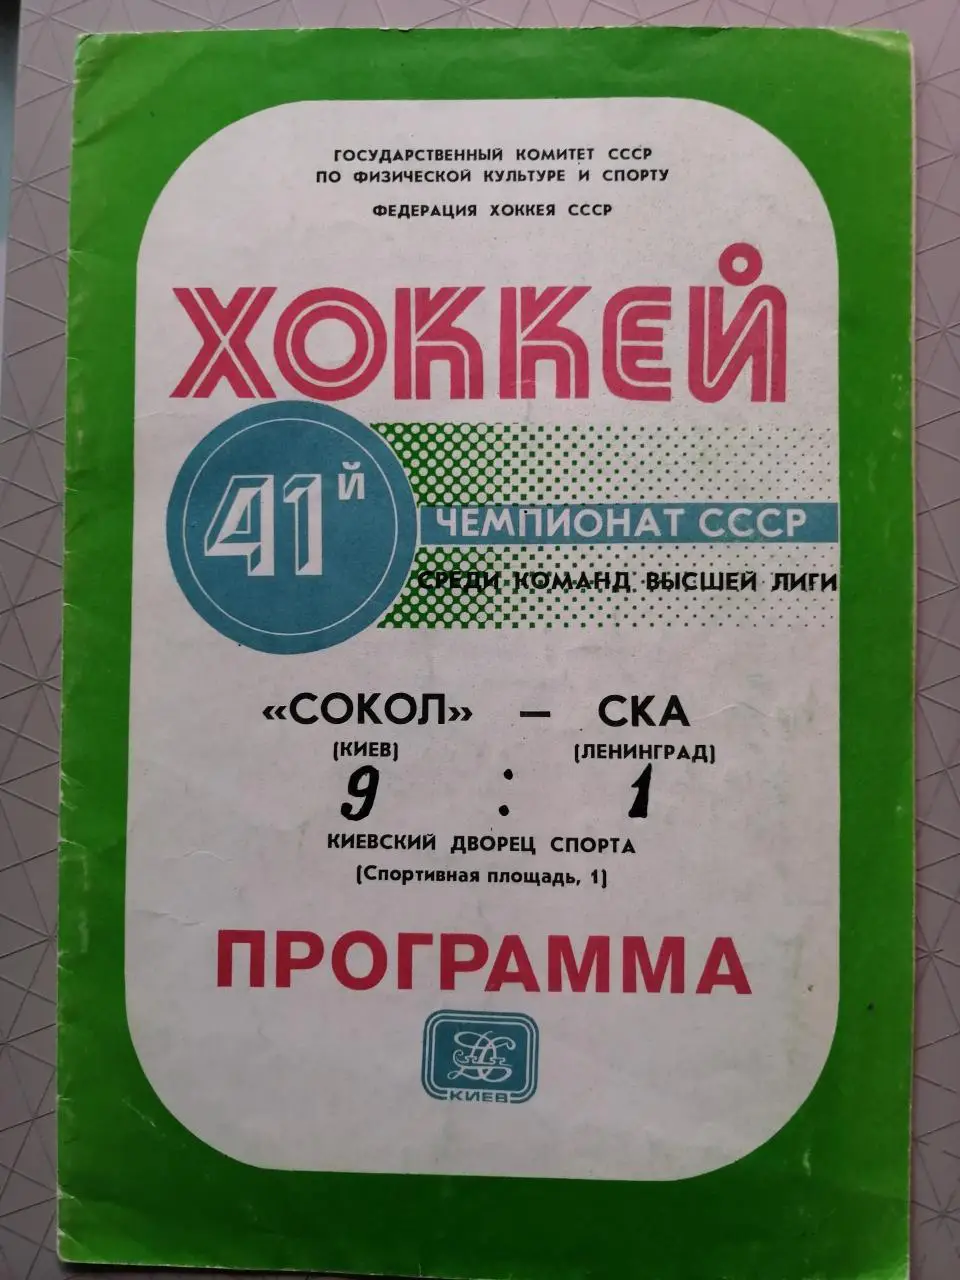 ГОСУДАРСТВЕННЫЙ КОМИТЕТ СССР
ПО ФИЗИЧЕСКОЙ КУЛЬТУРЕ И СПОРТУ
ФЕДЕРАЦИЯ ХОККЕЯ СССР
ХОККЕЙ
41й
ЧЕМПИОНАТ СССР
СРЕДИ КОМАНД ВЫСШЕЙ ЛИГИ
«СОКОЛ» — СКА
(КИЕВ) (ЛЕНИНГРАД)
9 : 1
КИЕВСКИЙ ДВОРЕЦ СПОРТА
(Спортивная площадь, 1)
ПРОГРАММА
КИЕВ